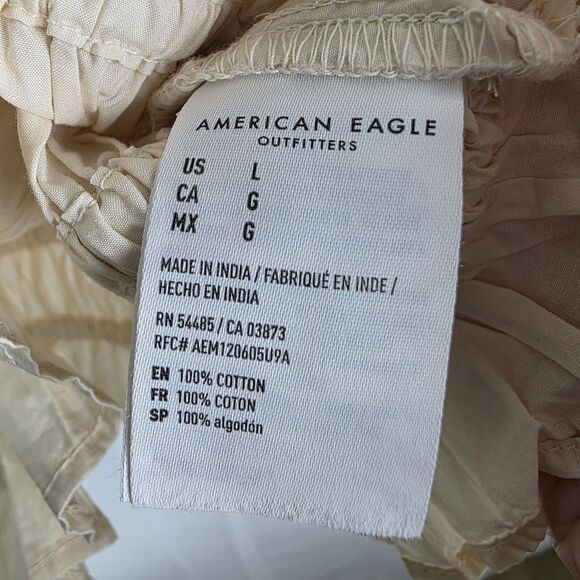 AMERICAN EAGLE
OUTFITTERS
US L
CA G
MX G
MADE IN INDIA / FABRIQUÉ EN INDE /
HECHO EN INDIA
RN 54485 / CA 03873
RFC# AEM120605U9A
EN 100% COTTON
FR 100% COTON
SP 100% algodón